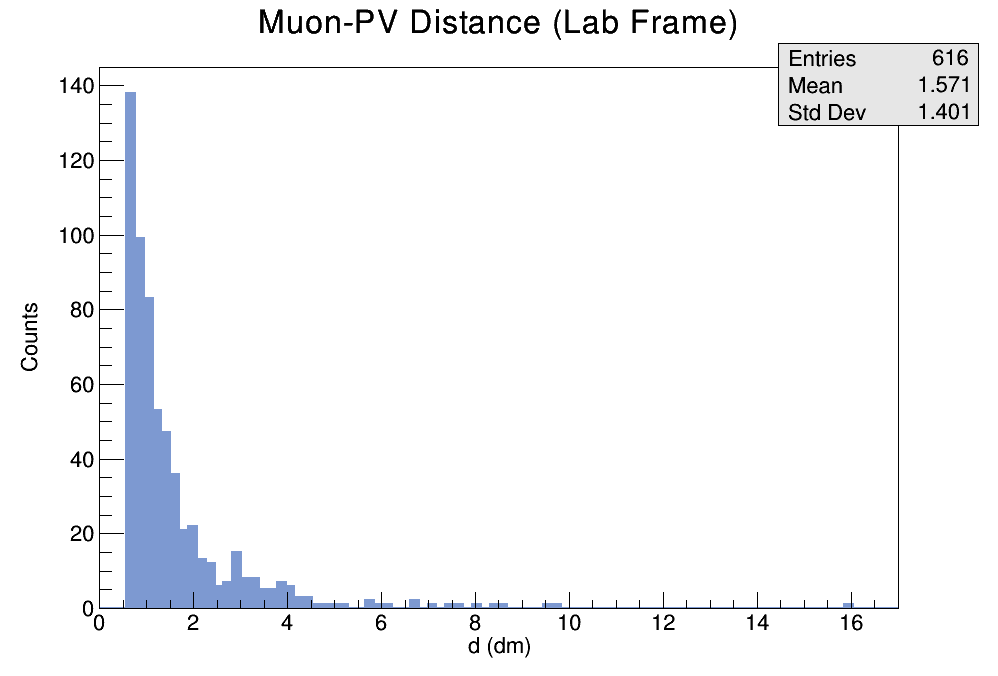 Muon-PV Distance (Lab Frame)
Entries 616
Mean 1.571
Std Dev 1.401
140
120
100
80
60
40
20
0
Counts
0 2 4 6 8 10 12 14 16
d (dm)